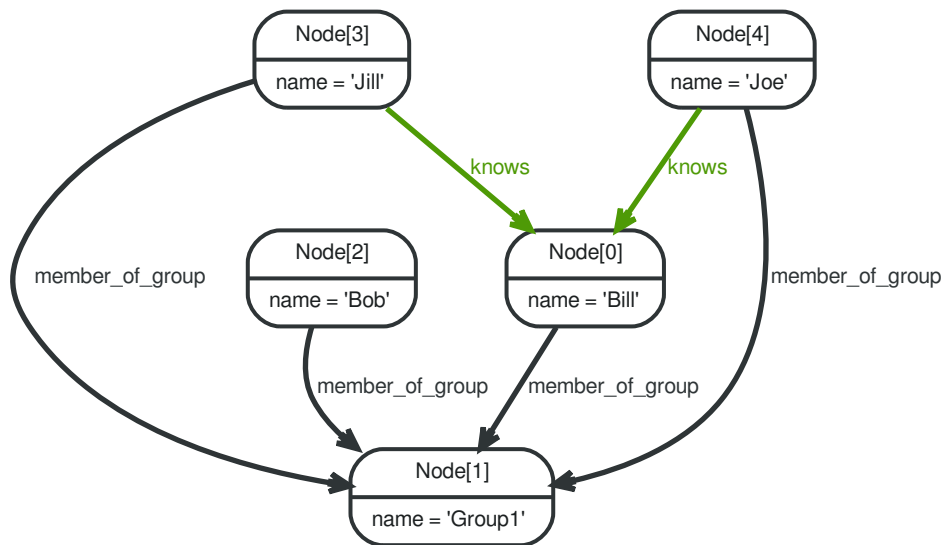 Node[3]
name = 'Jill'
Node[4]
name = 'Joe'
knows
knows
member_of_group
Node[2]
name = 'Bob'
Node[0]
name = 'Bill'
member_of_group
member_of_group
member_of_group
Node[1]
name = 'Group1'